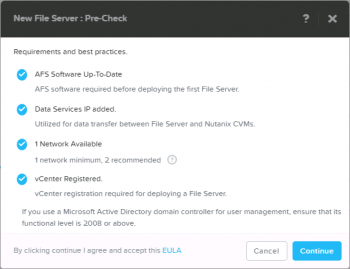 New File Server : Pre-Check
? ×
Requirements and best practices.
AFS Software Up-To-Date
AFS software required before deploying the first File Server.
Data Services IP added.
Utilized for data transfer between File Server and Nutanix CVMs.
1 Network Available
1 network minimum, 2 recommended ?
vCenter Registered.
vCenter registration required for deploying a File Server.
If you use a Microsoft Active Directory domain controller for user management, ensure that its
functional level is 2008 or above.
By clicking continue I agree and accept this EULA
Cancel
Continue